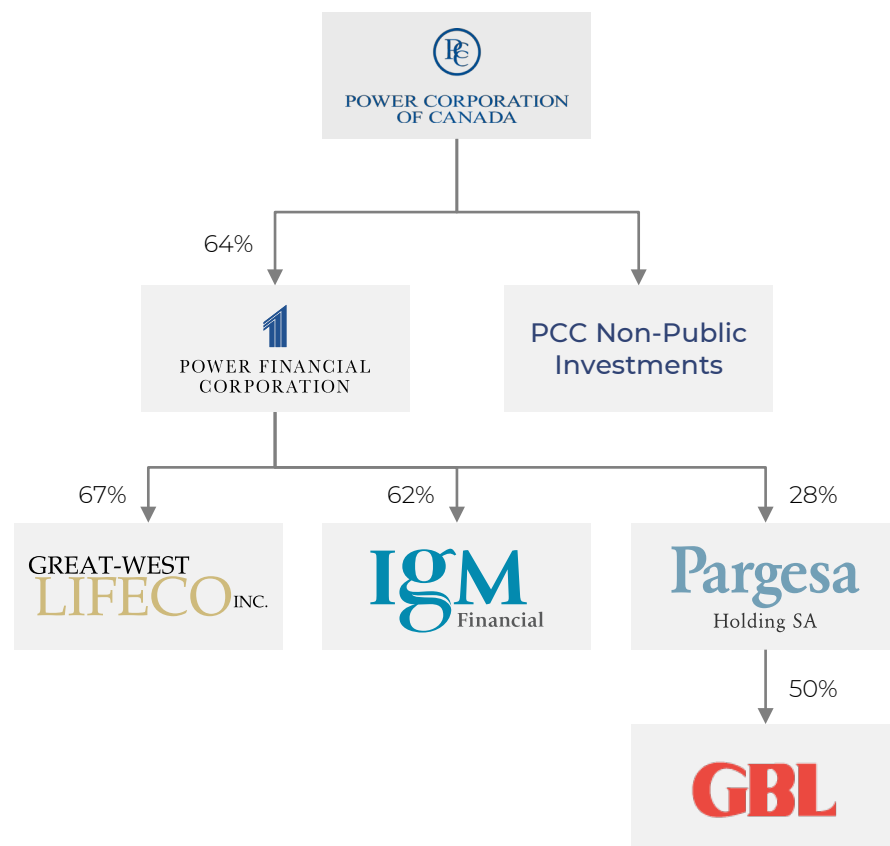 PCC
POWER CORPORATION
OF CANADA
64%
POWER FINANCIAL
CORPORATION
PCC Non-Public
Investments
67%
62%
28%
GREAT-WEST
LIFECO INC.
IGM
Financial
Pargesa
Holding SA
50%
GBL